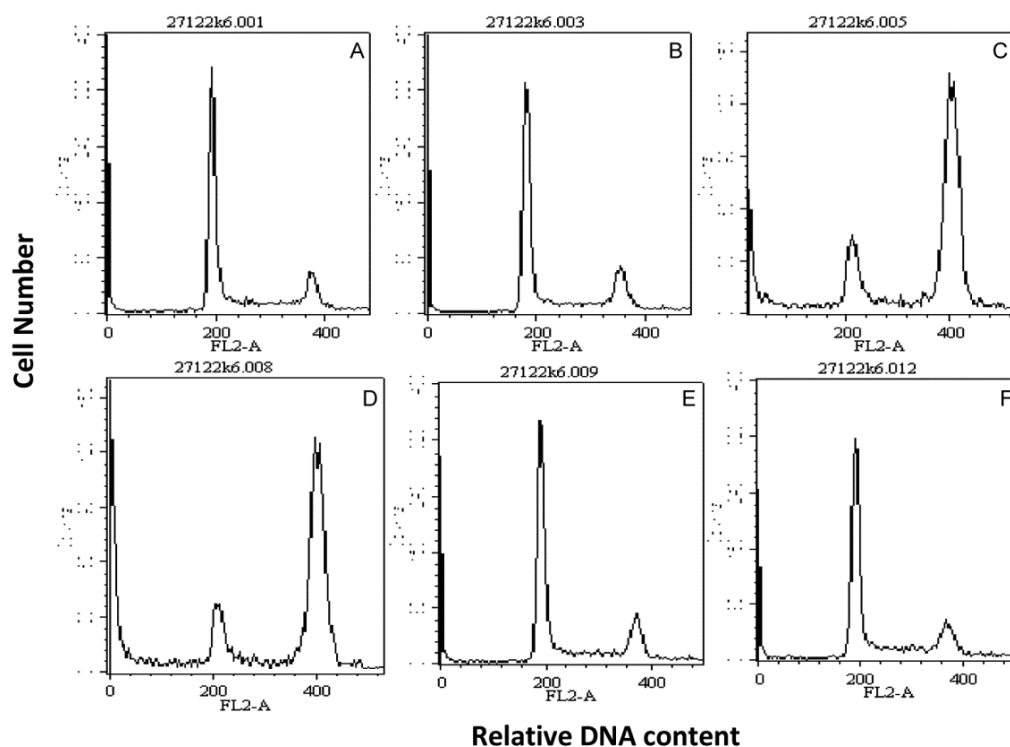 27122k6.001
A
27122k6.003
B
27122k6.005
C
Cell Number
0
200
400
FL2-A
0
200
400
FL2-A
0
200
400
FL2-A
27122k6.008
D
27122k6.009
E
27122k6.012
F
0
200
400
FL2-A
0
200
400
FL2-A
0
200
400
FL2-A
Relative DNA content